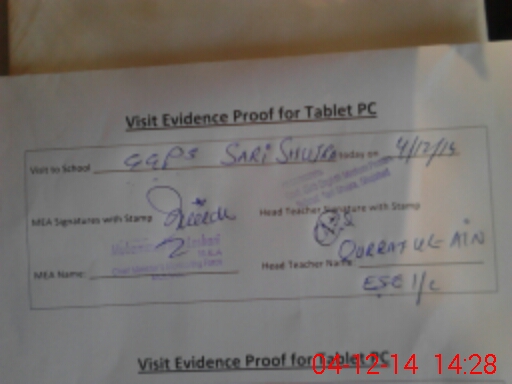 Visit Evidence Proof for Tablet PC
Visit to School GGPS SARI SHUJRA today on 4/12/14
MEA Signatures with Stamp
Head Teacher Signature with Stamp
MEA Name:
Head Teacher Name: QURRAT UL AIN
ESE I/c
Visit Evidence Proof for Tablet PC
04-12-14 14:28